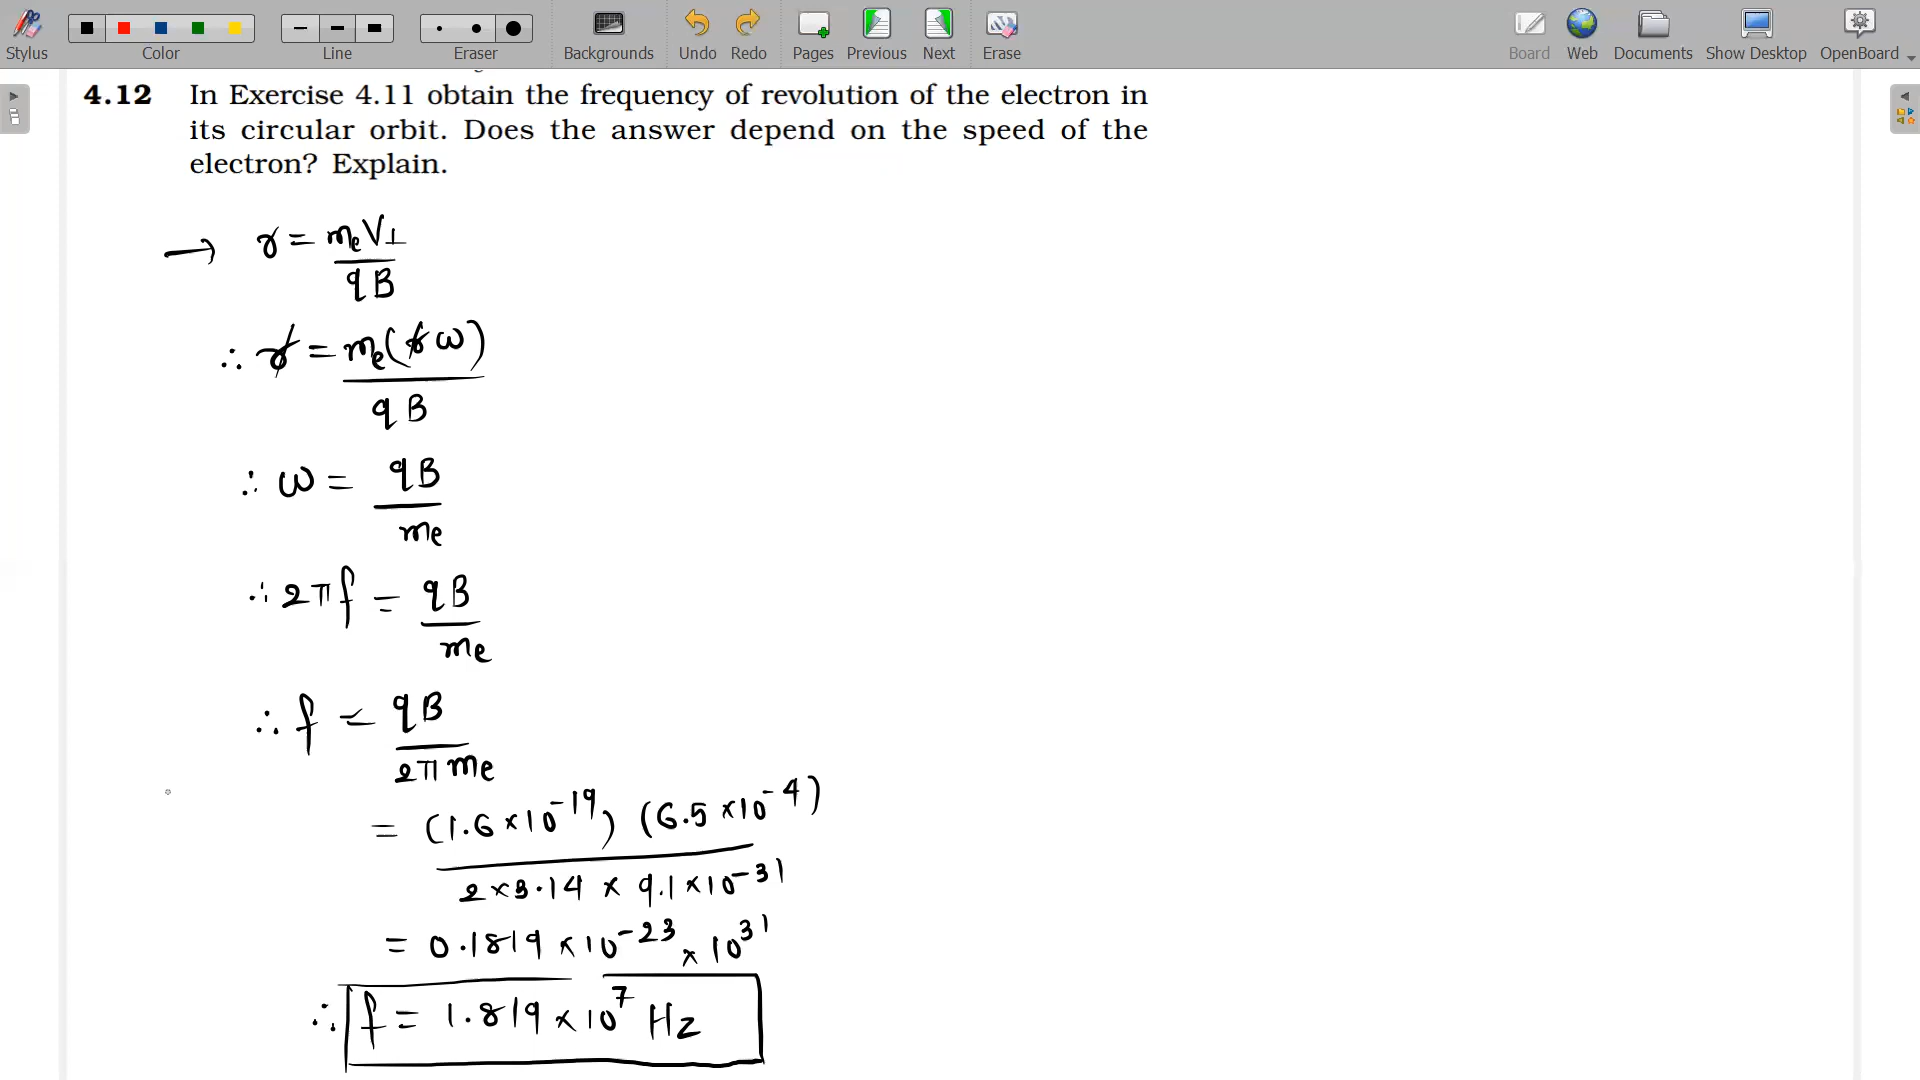 Stylus Color Line Eraser Backgrounds Undo Redo Pages Previous Next Erase Board Web Documents Show Desktop OpenBoard
4.12 In Exercise 4.11 obtain the frequency of revolution of the electron in
its circular orbit. Does the answer depend on the speed of the
electron? Explain.
→ r = mₑV⊥ / qB
∴ r = mₑ(rω) / qB
∴ ω = qB / mₑ
∴ 2πf = qB / mₑ
∴ f = qB / 2πmₑ
= (1.6 × 10⁻¹⁹) (6.5 × 10⁻⁴) / 2 × 3.14 × 9.1 × 10⁻³¹
= 0.1819 × 10⁻²³ × 10³¹
∴ f = 1.819 × 10⁷ Hz